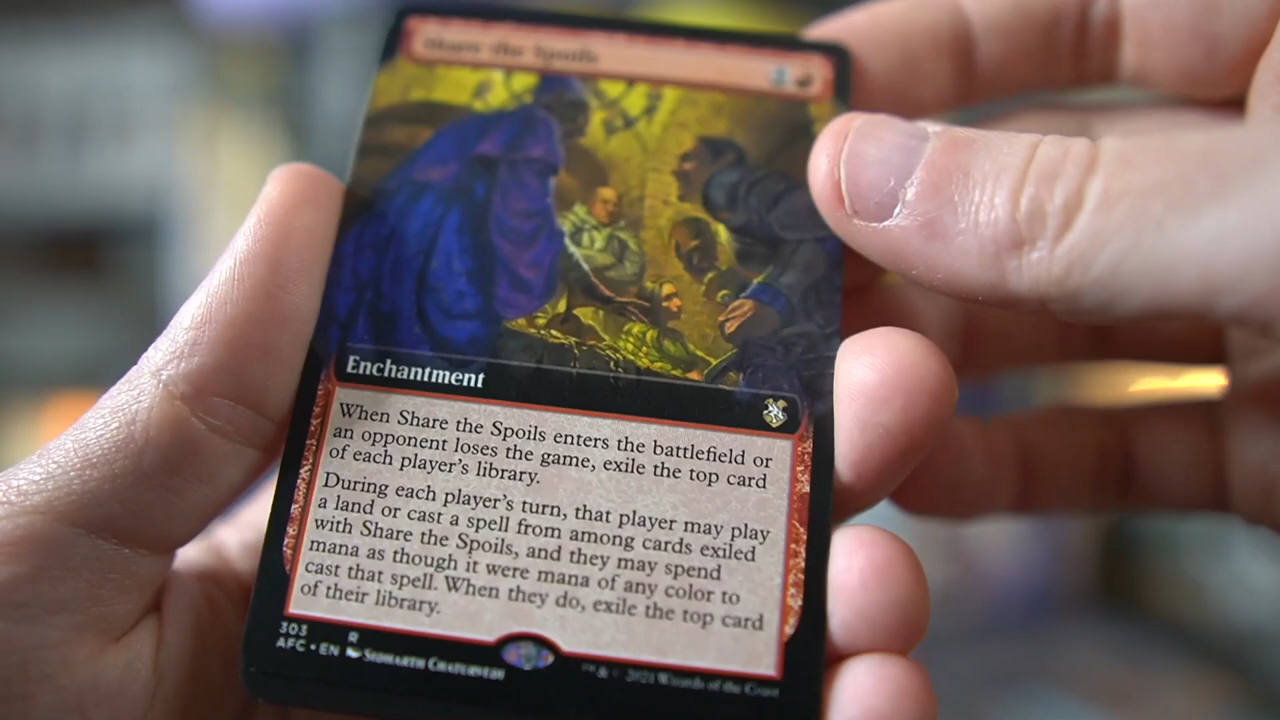 Share the Spoils
Enchantment
When Share the Spoils enters the battlefield or
an opponent loses the game, exile the top card
of each player's library.
During each player's turn, that player may play
a land or cast a spell from among cards exiled
with Share the Spoils, and they may spend
mana as though it were mana of any color to
cast that spell. When they do, exile the top card
of their library.
303 R
AFC • EN Sidharth Chaturvedi
™ & © 2021 Wizards of the Coast